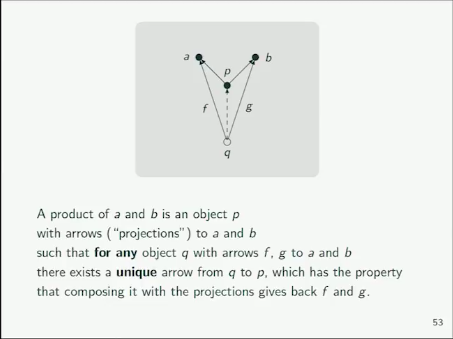 a b
p
f g
q
A product of a and b is an object p
with arrows (“projections”) to a and b
such that for any object q with arrows f, g to a and b
there exists a unique arrow from q to p, which has the property
that composing it with the projections gives back f and g.
53